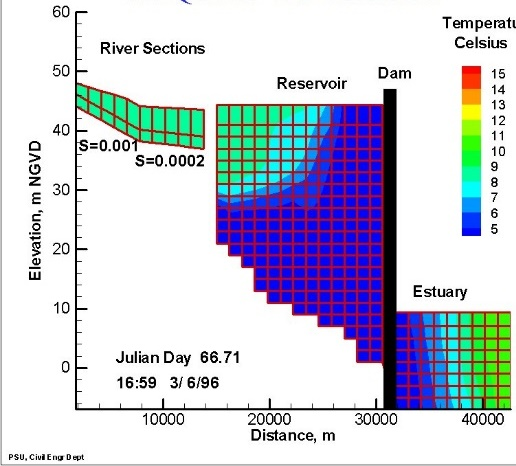 60
50
40
30
20
10
0
Elevation, m NGVD
River Sections
S=0.001
S=0.0002
Reservoir
Dam
Temperatu
Celsius
15
14
13
12
11
10
9
8
7
6
5
Estuary
Julian Day 66.71
16:59 3/ 6/96
10000 20000 30000 40000
Distance, m
PSU, Civil Engr Dept